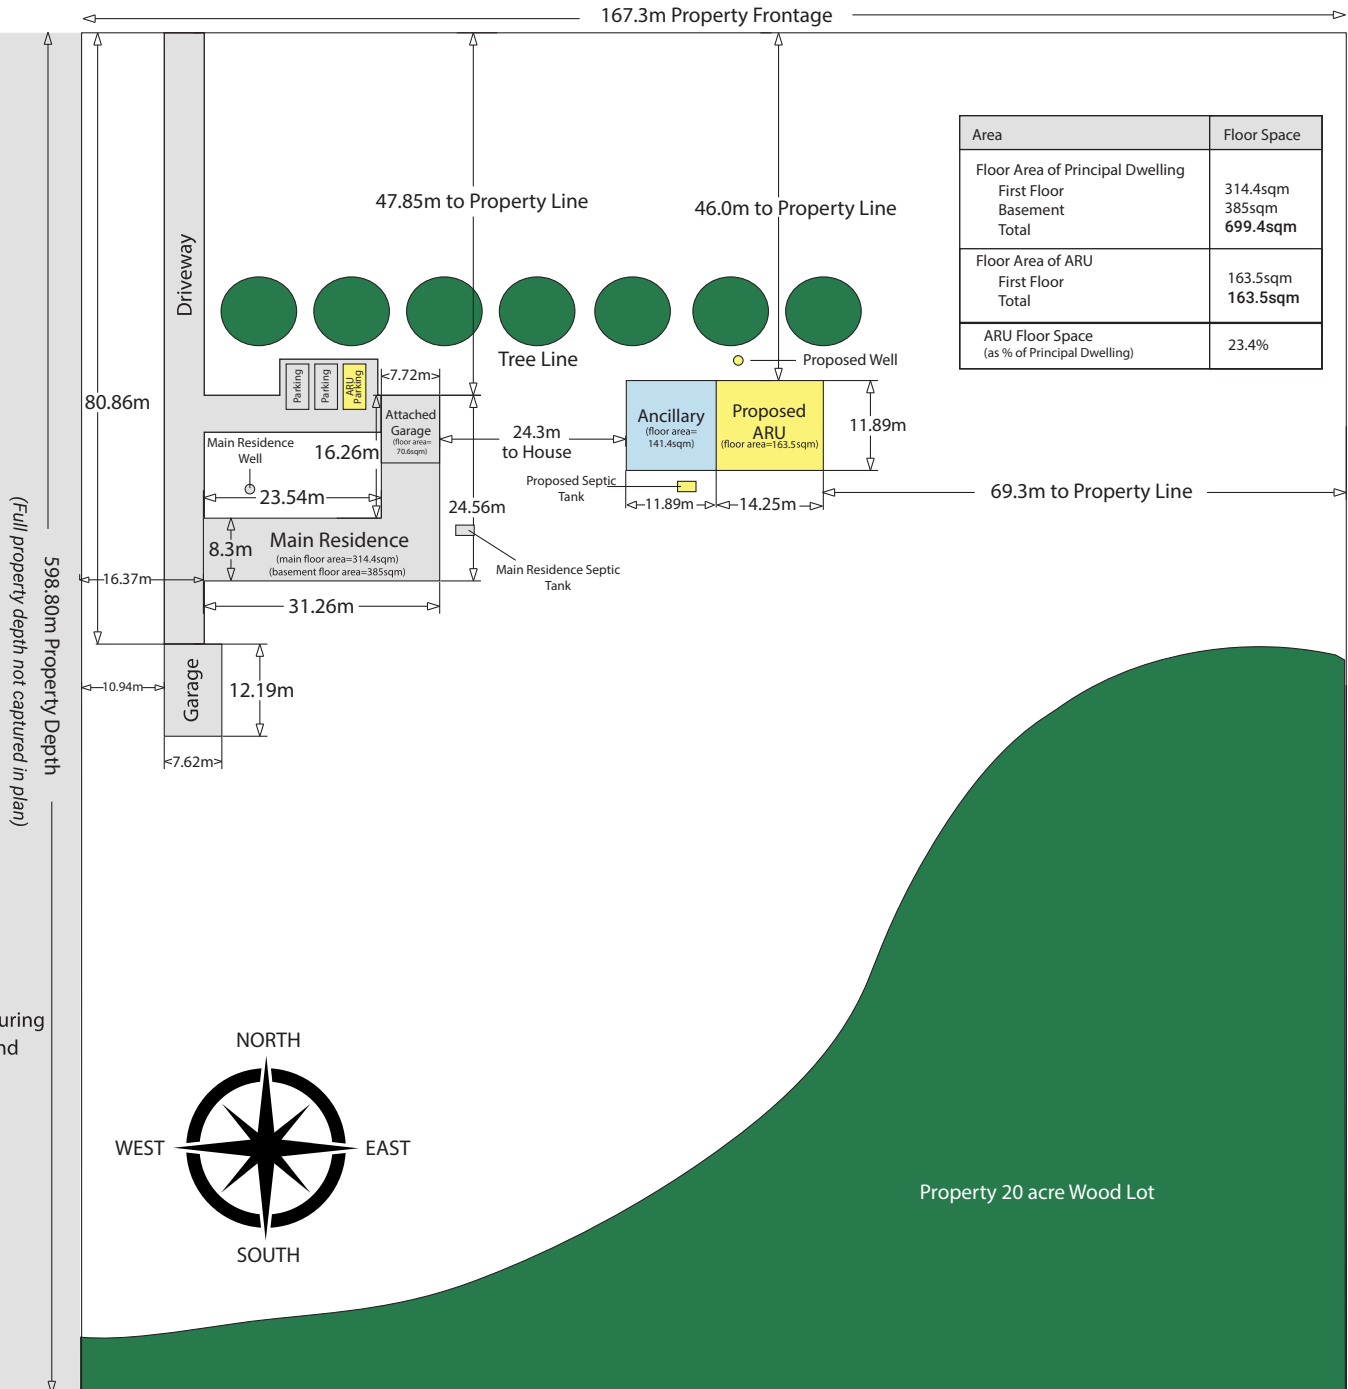 167.3m Property Frontage
Area
Floor Space
Floor Area of Principal Dwelling
First Floor
314.4sqm
Basement
385sqm
Total
699.4sqm
Floor Area of ARU
First Floor
163.5sqm
Total
163.5sqm
ARU Floor Space
(as % of Principal Dwelling)
23.4%
47.85m to Property Line
46.0m to Property Line
Driveway
Tree Line
Proposed Well
Parking
Parking
ARU
Parking
7.72m
80.86m
Attached
Garage
(floor area=
70.6sqm)
Ancillary
(floor area=
141.4sqm)
Proposed
ARU
(floor area=163.5sqm)
11.89m
24.3m
to House
Main Residence
Well
16.26m
23.54m
Proposed Septic
Tank
11.89m
14.25m
69.3m to Property Line
24.56m
8.3m
Main Residence
(main floor area=314.4sqm)
(basement floor area=385sqm)
Main Residence Septic
Tank
16.37m
31.26m
598.80m Property Depth
(Full property depth not captured in plan)
10.94m
Garage
12.19m
7.62m
uring
nd
NORTH
WEST
EAST
SOUTH
Property 20 acre Wood Lot